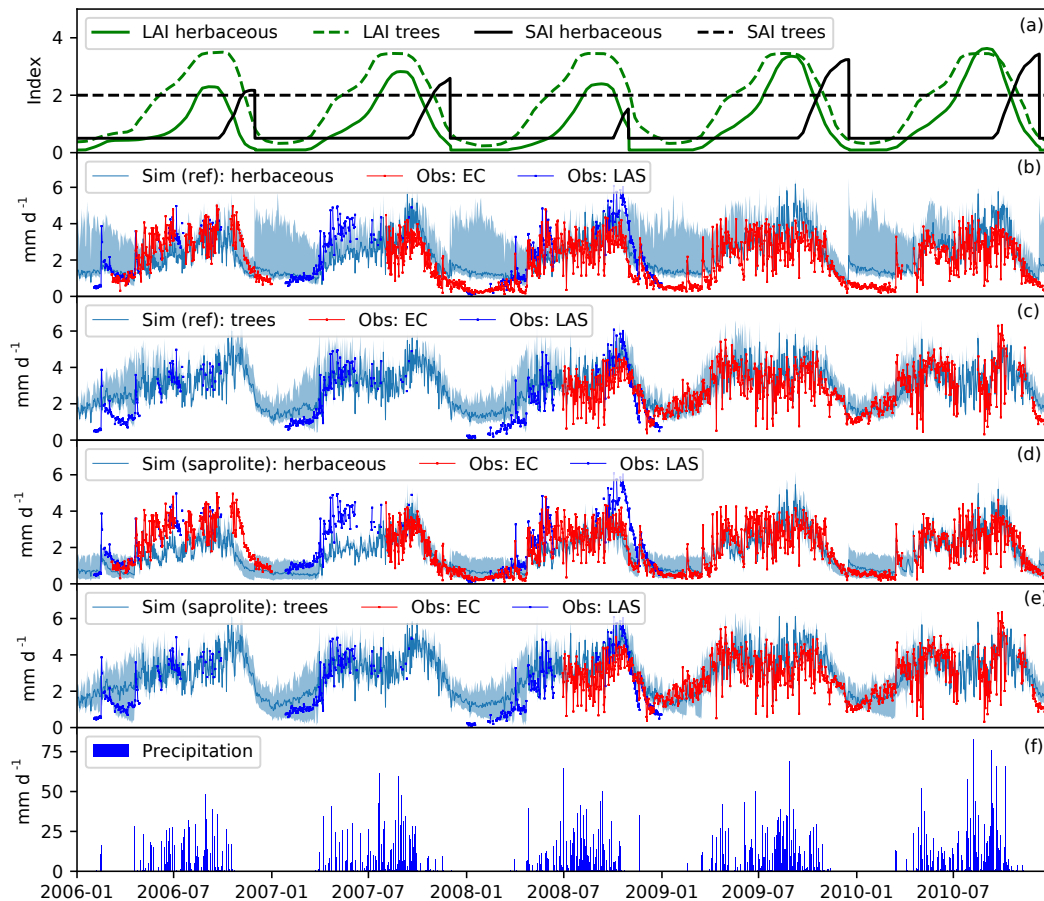 LAI herbaceous LAI trees SAI herbaceous SAI trees (a)
Index
4
2
0
Sim (ref): herbaceous Obs: EC Obs: LAS (b)
mm d⁻¹
6
4
2
0
Sim (ref): trees Obs: EC Obs: LAS (c)
mm d⁻¹
6
4
2
0
Sim (saprolite): herbaceous Obs: EC Obs: LAS (d)
mm d⁻¹
6
4
2
0
Sim (saprolite): trees Obs: EC Obs: LAS (e)
mm d⁻¹
6
4
2
0
Precipitation (f)
mm d⁻¹
75
50
25
0
2006-01 2006-07 2007-01 2007-07 2008-01 2008-07 2009-01 2009-07 2010-01 2010-07